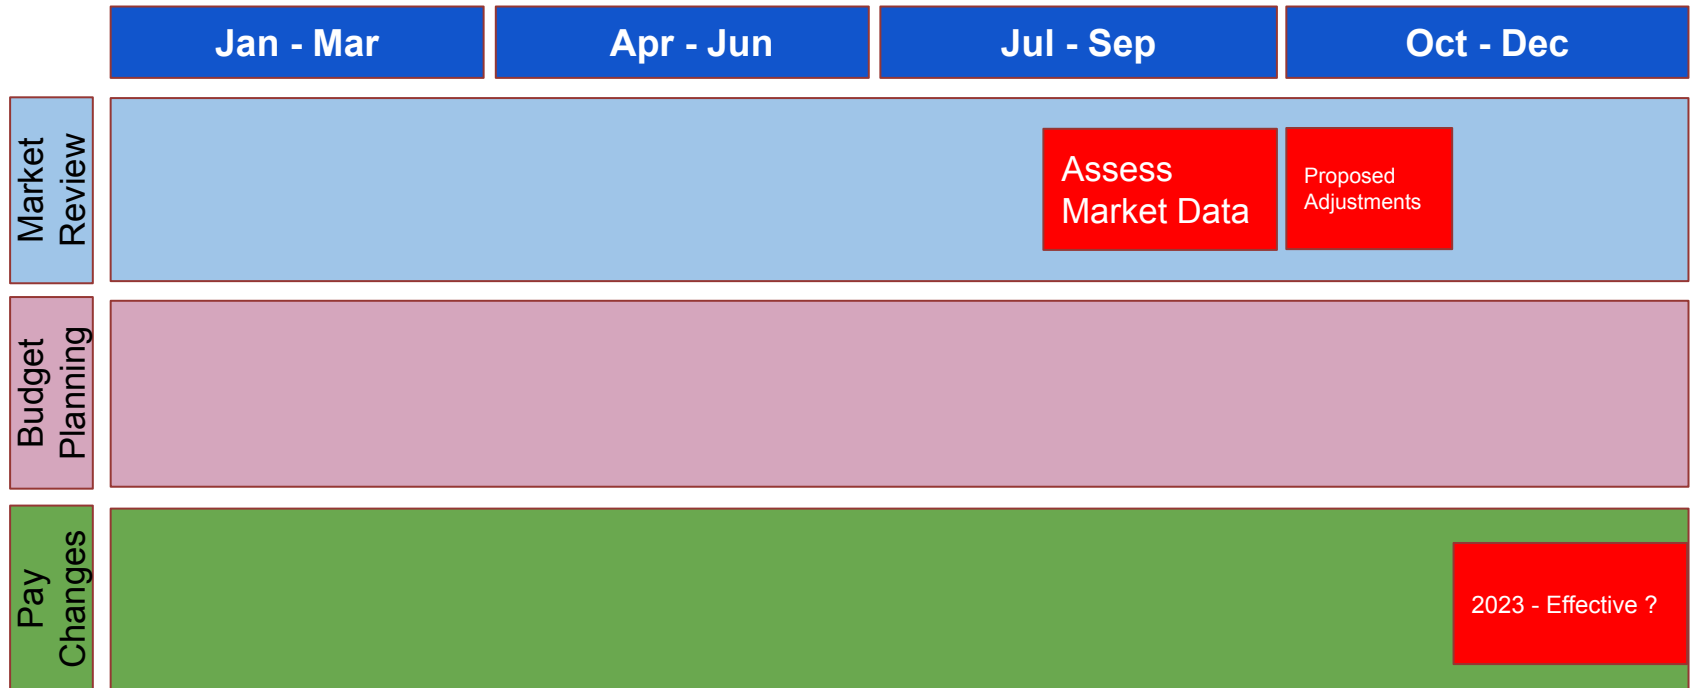 Jan - Mar
Apr - Jun
Jul - Sep
Oct - Dec
Market
Review
Assess
Market Data
Proposed
Adjustments
Budget
Planning
Pay
Changes
2023 - Effective ?